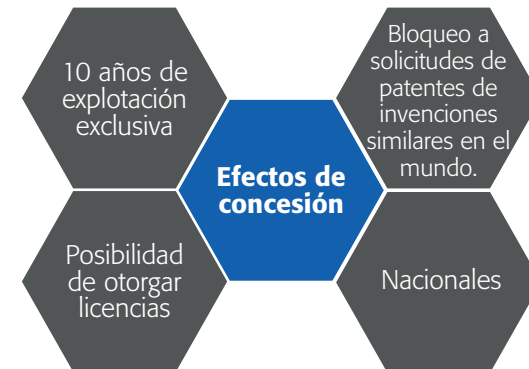 10 años de
explotación
exclusiva
Bloqueo a
solicitudes de
patentes de
invenciones
similares en el
mundo.
Efectos de
concesión
Posibilidad
de otorgar
licencias
Nacionales